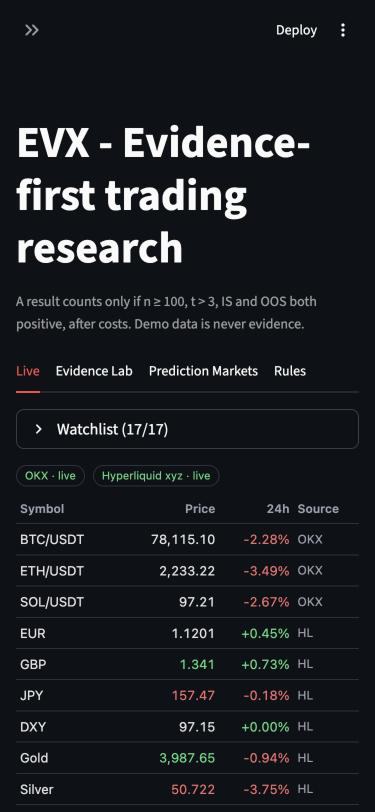 Deploy
EVX - Evidence-
first trading
research
A result counts only if n ≥ 100, t > 3, IS and OOS both
positive, after costs. Demo data is never evidence.
Live Evidence Lab Prediction Markets Rules
Watchlist (17/17)
OKX · live Hyperliquid xyz · live
Symbol Price 24h Source
BTC/USDT 78,115.10 -2.28% OKX
ETH/USDT 2,233.22 -3.49% OKX
SOL/USDT 97.21 -2.67% OKX
EUR 1.1201 +0.45% HL
GBP 1.341 +0.73% HL
JPY 157.47 -0.18% HL
DXY 97.15 +0.00% HL
Gold 3,987.65 -0.94% HL
Silver 50.722 -3.75% HL